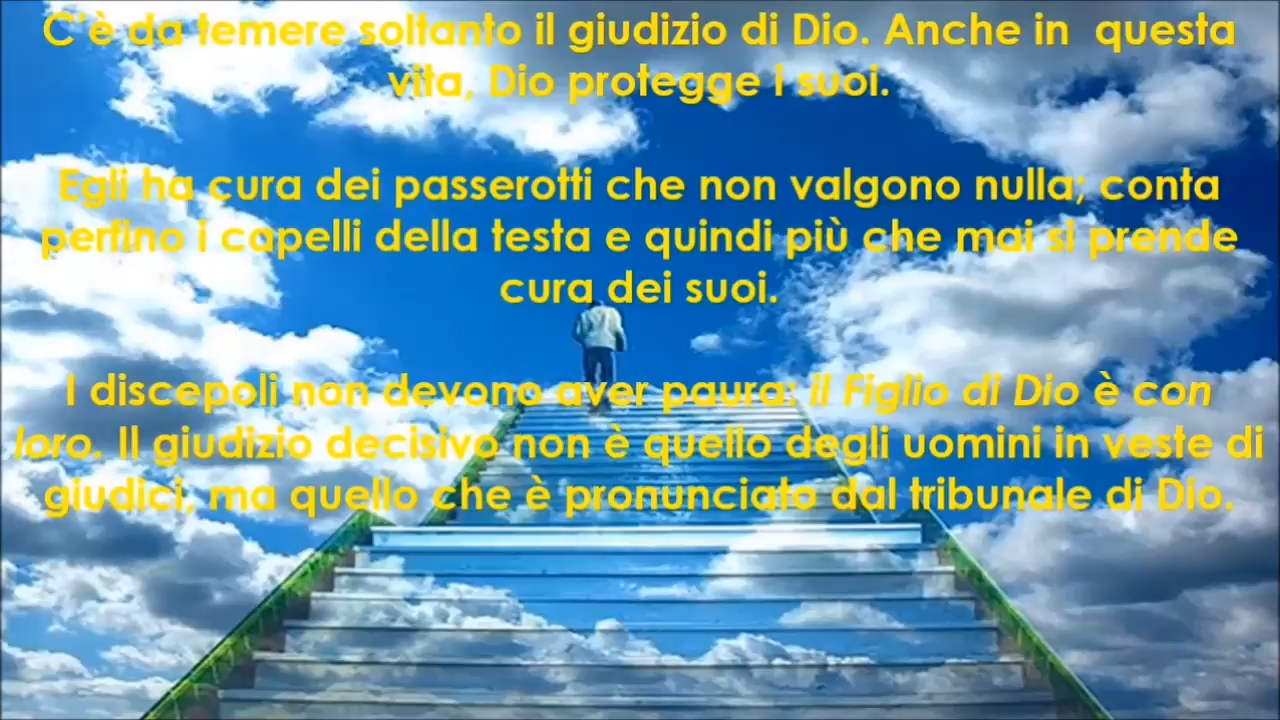 C'è da temere soltanto il giudizio di Dio. Anche in questa
vita, Dio protegge i suoi.
Egli ha cura dei passerotti che non valgono nulla; conta
perfino i capelli della testa e quindi più che mai si prende
cura dei suoi.
I discepoli non devono aver paura: il Figlio di Dio è con
loro. Il giudizio decisivo non è quello degli uomini in veste di
giudici, ma quello che è pronunciato dal tribunale di Dio.